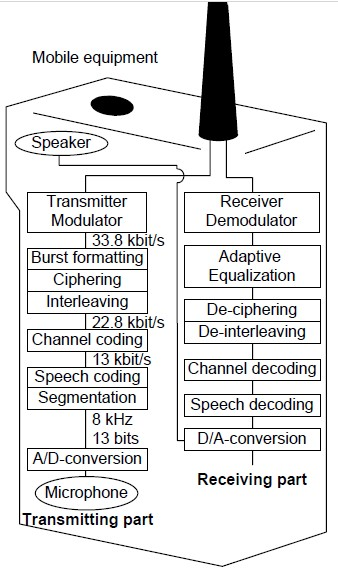 Mobile equipment
Speaker
Transmitter
Modulator
33.8 kbit/s
Burst formatting
Ciphering
Interleaving
22.8 kbit/s
Channel coding
13 kbit/s
Speech coding
Segmentation
8 kHz
13 bits
A/D-conversion
Microphone
Transmitting part
Receiver
Demodulator
Adaptive
Equalization
De-ciphering
De-interleaving
Channel decoding
Speech decoding
D/A-conversion
Receiving part